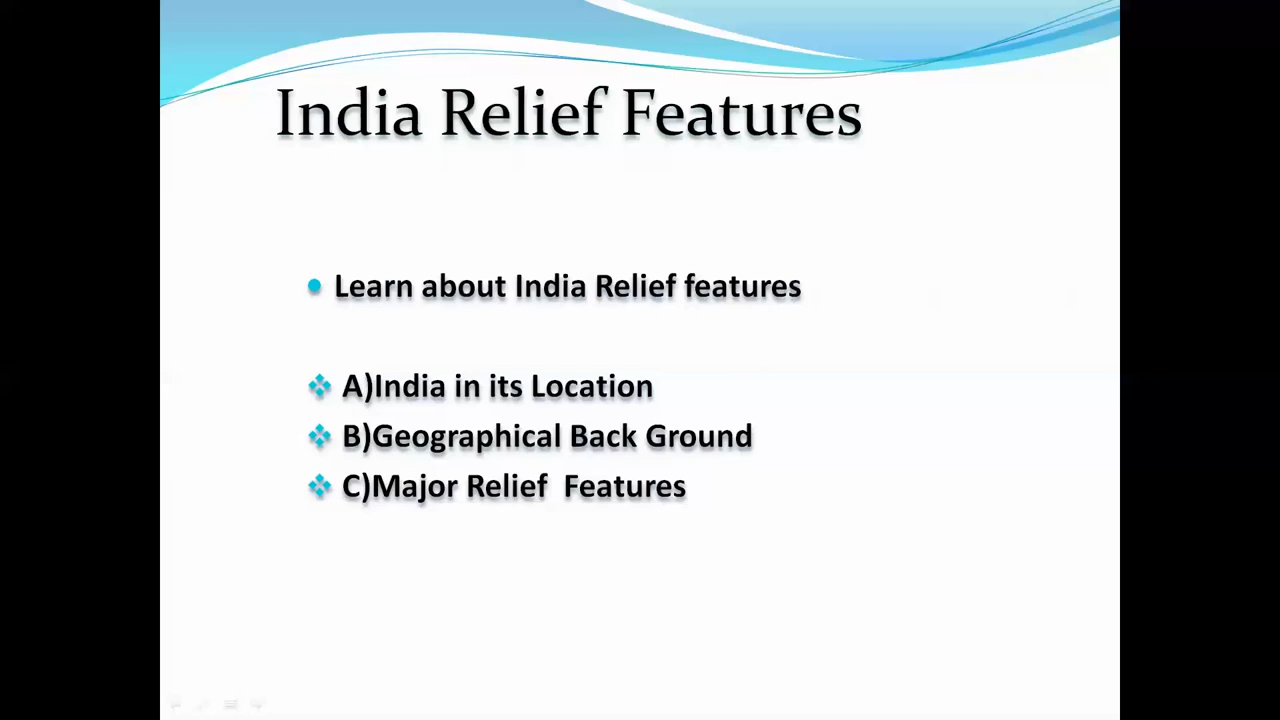 India Relief Features
Learn about India Relief features
A)India in its Location
B)Geographical Back Ground
C)Major Relief  Features